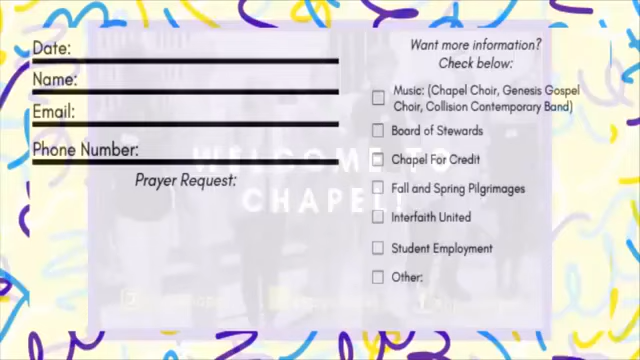 Date:
Name:
Email:
Phone Number:
Prayer Request:
Want more information?
Check below:
Music: (Chapel Choir, Genesis Gospel
Choir, Collision Contemporary Band)
Board of Stewards
Chapel For Credit
Fall and Spring Pilgrimages
Interfaith United
Student Employment
Other:
WELCOME TO
CHAPEL!